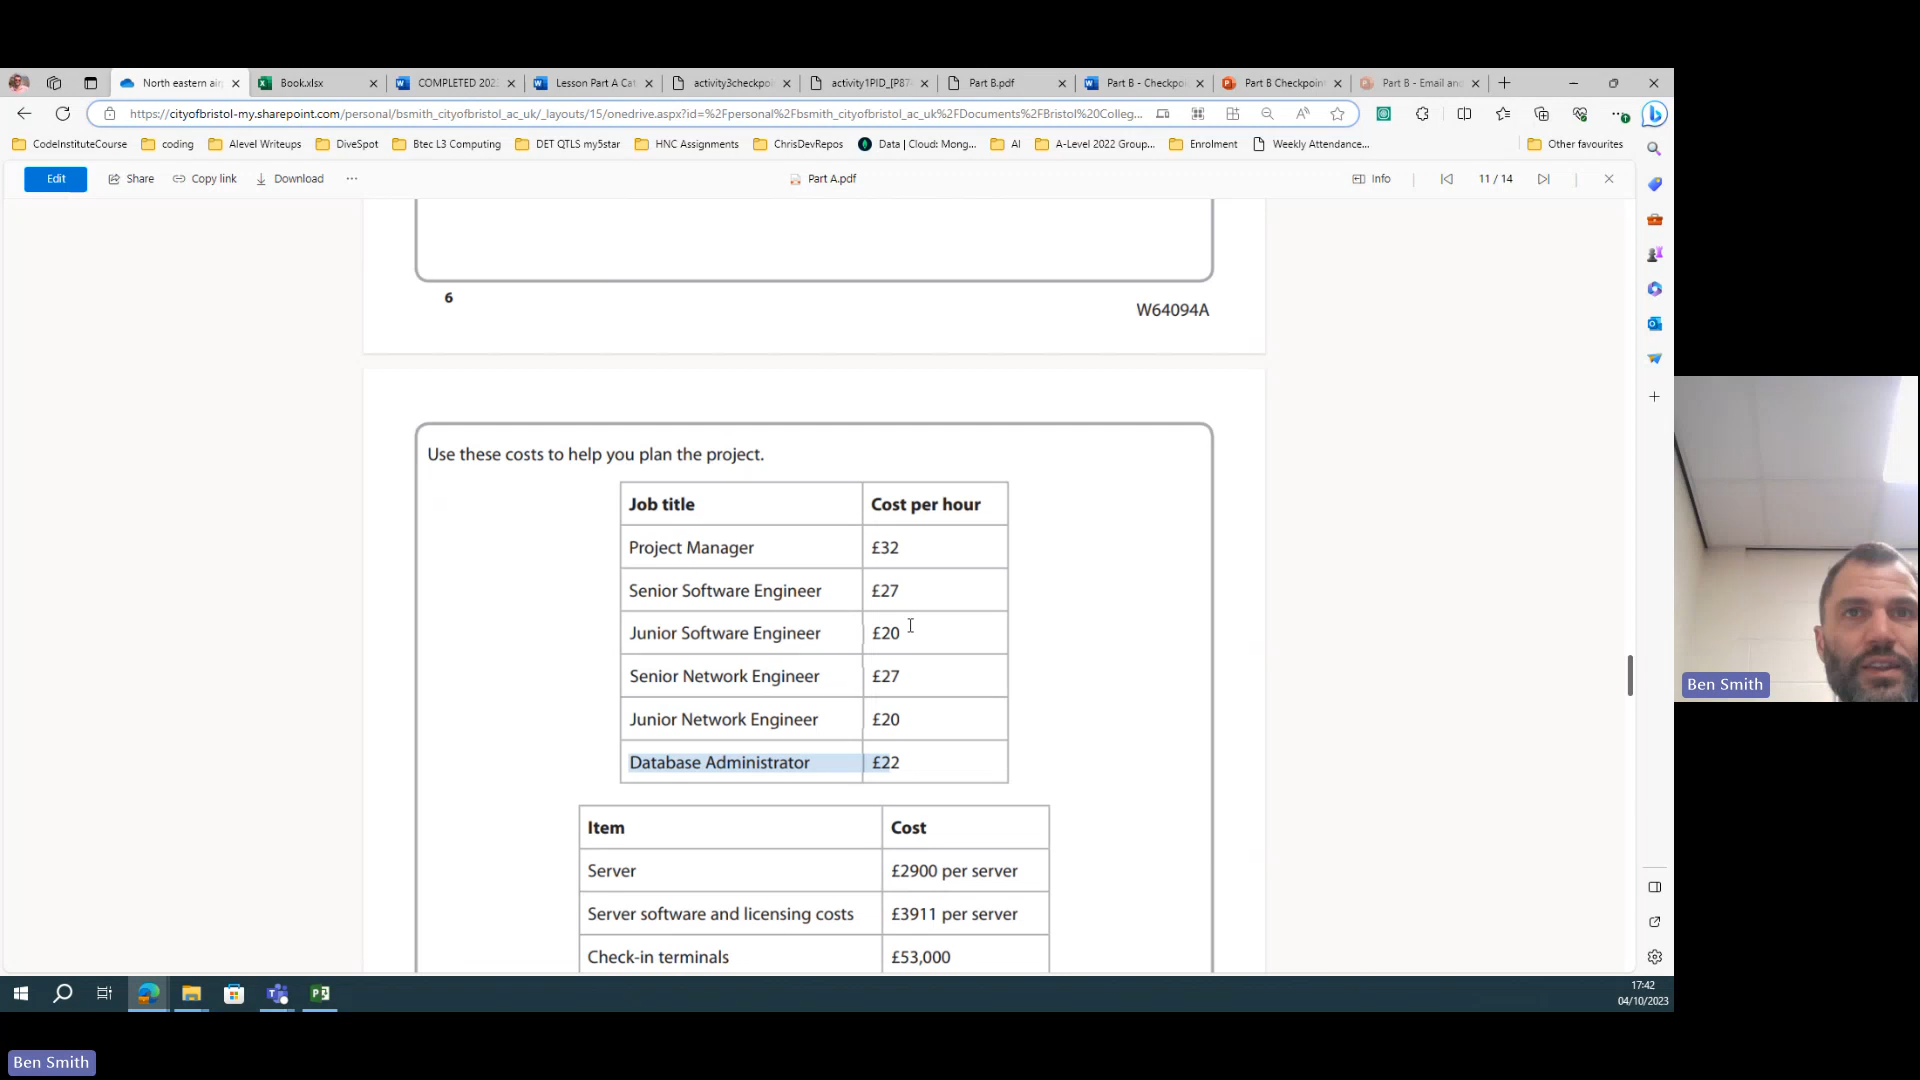 North eastern air
Book.xlsx
COMPLETED 202
Lesson Part A Cat
activity3checkpoi
activity1PID_[P87
Part B.pdf
Part B - Checkpo
Part B Checkpoin
Part B - Email and
https://cityofbristol-my.sharepoint.com/personal/bsmith_cityofbristol_ac_uk/_layouts/15/onedrive.aspx?id=%2Fpersonal%2Fbsmith_cityofbristol_ac_uk%2FDocuments%2FBristol%20Colleg...
CodeInstituteCourse
coding
Alevel Writeups
DiveSpot
Btec L3 Computing
DET QTLS my5star
HNC Assignments
ChrisDevRepos
Data | Cloud: Mong...
AI
A-Level 2022 Group...
Enrolment
Weekly Attendance...
Other favourites
Edit
Share
Copy link
Download
Part A.pdf
Info
11 / 14
6
W64094A
Use these costs to help you plan the project.
Job title Cost per hour
Project Manager £32
Senior Software Engineer £27
Junior Software Engineer £20
Senior Network Engineer £27
Junior Network Engineer £20
Database Administrator £22
Item Cost
Server £2900 per server
Server software and licensing costs £3911 per server
Check-in terminals £53,000
Ben Smith
17:42
04/10/2023
Ben Smith